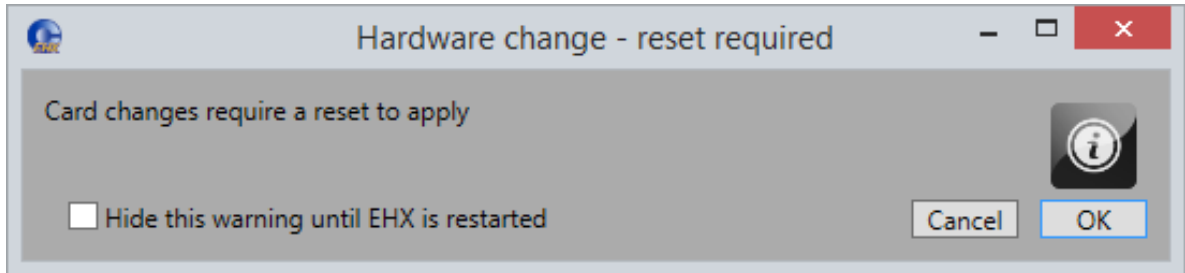 Hardware change - reset required
Card changes require a reset to apply
Hide this warning until EHX is restarted
Cancel
OK